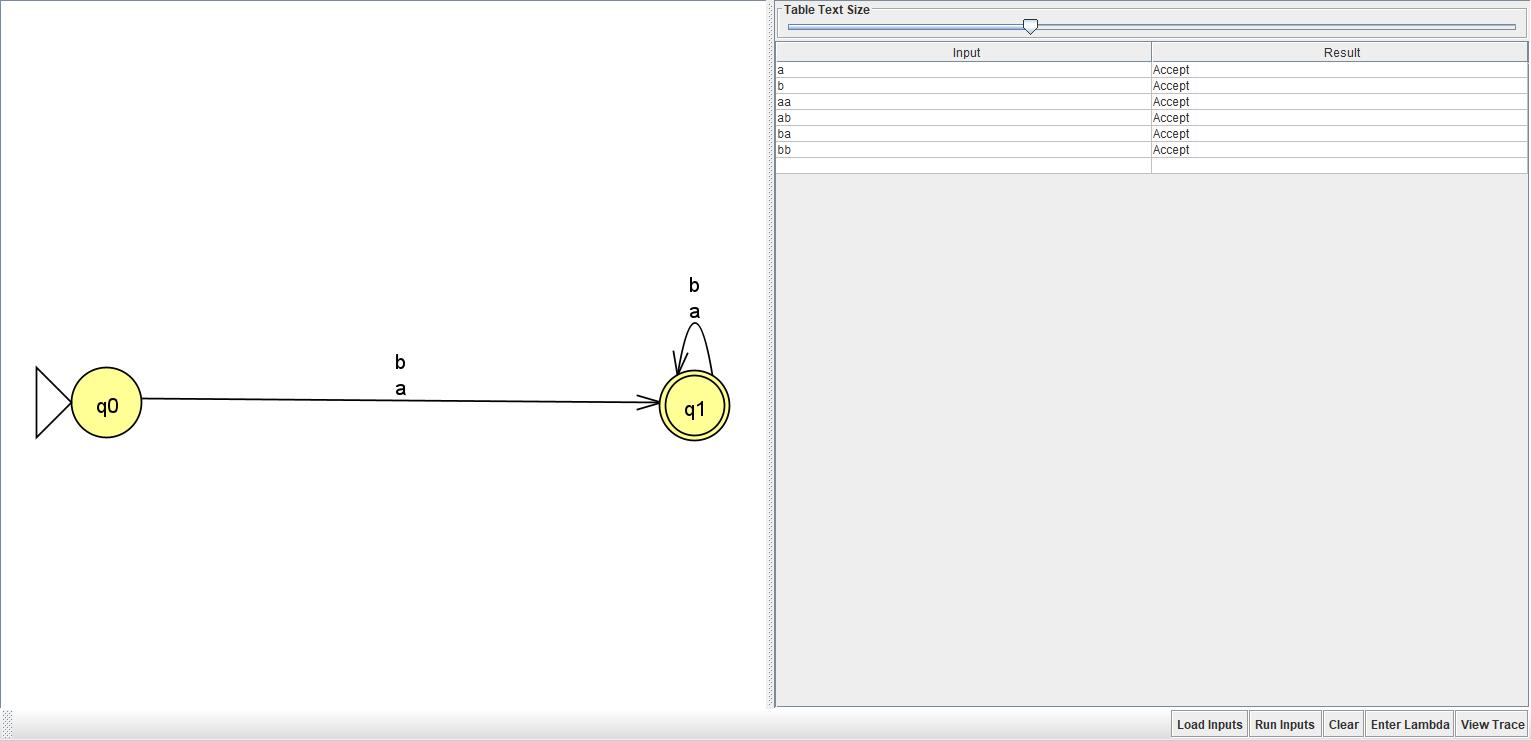 Table Text Size
Input Result
a Accept
b Accept
aa Accept
ab Accept
ba Accept
bb Accept
b
a
b
a
q0
q1
Load Inputs Run Inputs Clear Enter Lambda View Trace